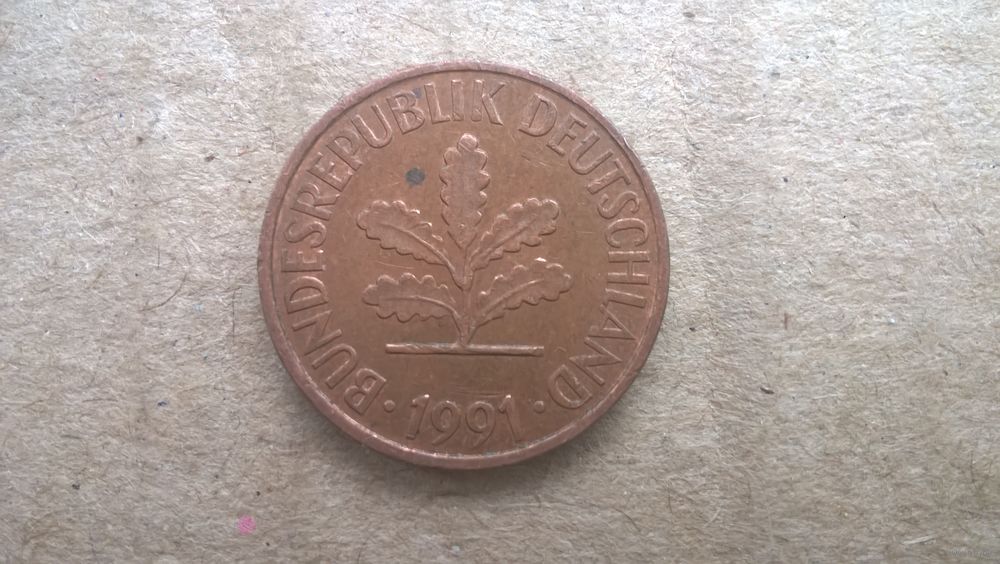 BUNDESREPUBLIK DEUTSCHLAND
· 1991 ·